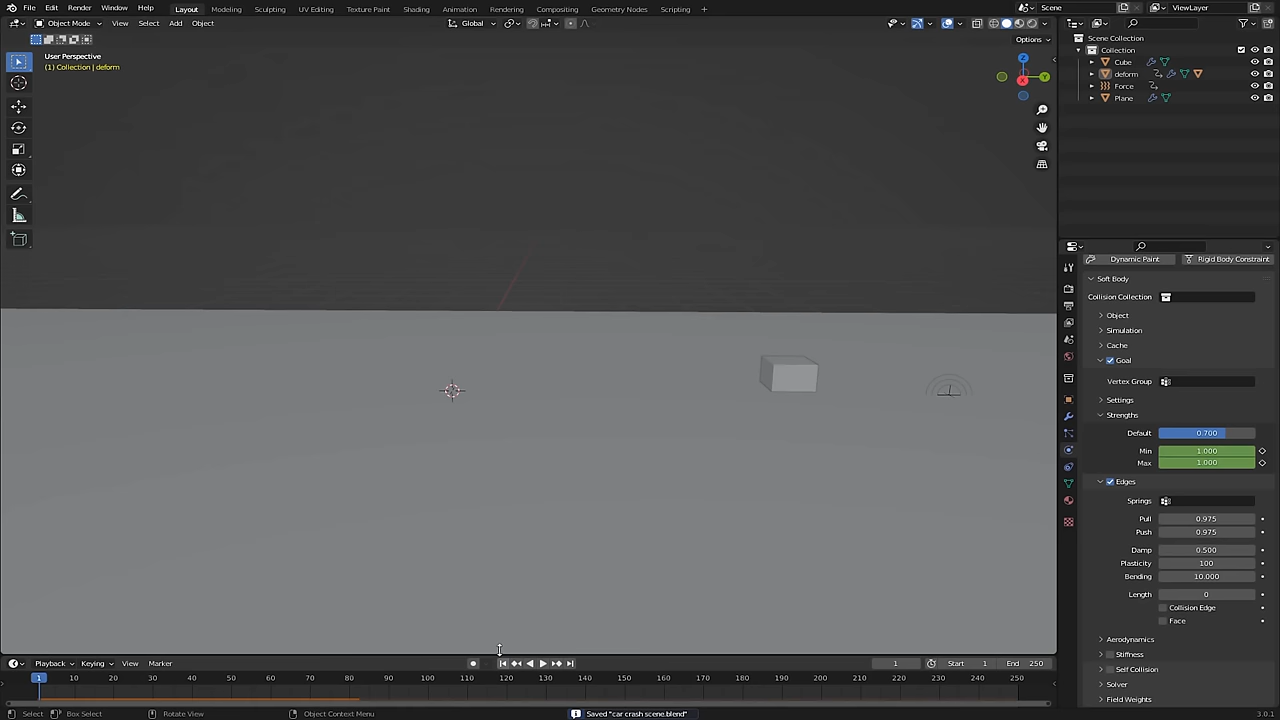 File Edit Render Window Help Layout Modeling Sculpting UV Editing Texture Paint Shading Animation Rendering Compositing Geometry Nodes Scripting + Scene ViewLayer
Object Mode View Select Add Object Global
Options
User Perspective
(1) Collection | deform
Z
Y
X
Scene Collection
Collection
Cube
deform
Force
Plane
Dynamic Paint Rigid Body Constraint
Soft Body
Collision Collection
Object
Simulation
Cache
Goal
Vertex Group
Settings
Strengths
Default 0.700
Min 1.000
Max 1.000
Edges
Springs
Pull 0.975
Push 0.975
Damp 0.500
Plasticity 100
Bending 10.000
Length 0
Collision Edge
Face
Aerodynamics
Stiffness
Self Collision
Solver
Field Weights
Playback Keying View Marker 1 Start 1 End 250
1 10 20 30 40 50 60 70 80 90 100 110 120 130 140 150 160 170 180 190 200 210 220 230 240 250
Select Box Select Rotate View Object Context Menu Saved "car crash scene.blend" 3.0.1